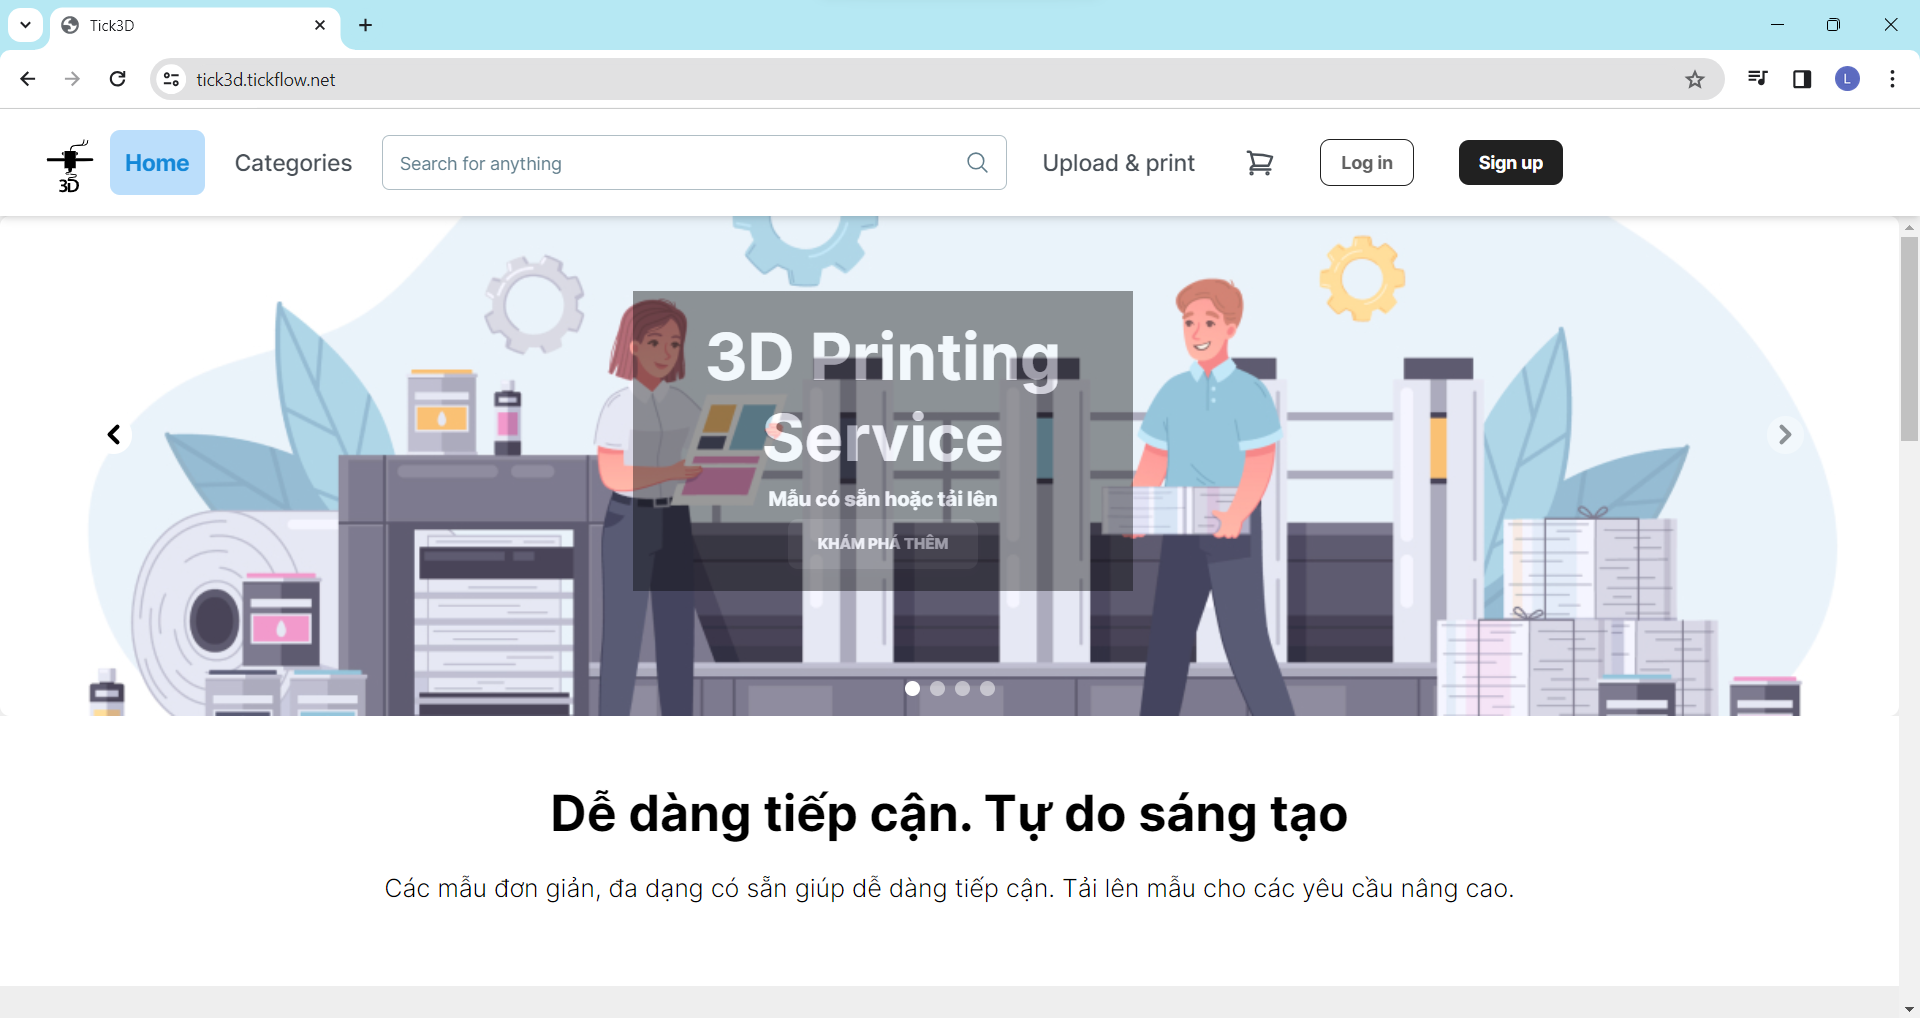 Tick3D
tick3d.tickflow.net
L
3D
Home
Categories
Search for anything
Upload & print
Log in
Sign up
3D Printing
Service
Mẫu có sẵn hoặc tải lên
KHÁM PHÁ THÊM
Dễ dàng tiếp cận. Tự do sáng tạo
Các mẫu đơn giản, đa dạng có sẵn giúp dễ dàng tiếp cận. Tải lên mẫu cho các yêu cầu nâng cao.